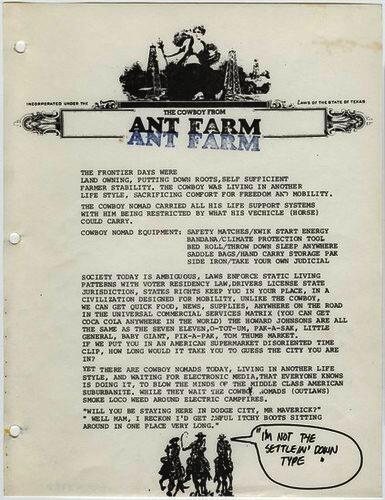 INCORPORATED UNDER THE
LAWS OF THE STATE OF TEXAS
THE COWBOY FROM
ANT FARM
ANT FARM
THE FRONTIER DAYS WERE
LAND OWNING, PUTTING DOWN ROOTS,SELF SUFFICIENT
FARMER STABILITY. THE COWBOY WAS LIVING IN ANOTHER
LIFE STYLE, SACRIFICING COMFORT FOR FREEDOM AND MOBILITY.
THE COWBOY NOMAD CARRIED ALL HIS LIFE SUPPORT SYSTEMS
WITH HIM BEING RESTRICTED BY WHAT HIS VECHICLE (HORSE)
COULD CARRY.
COWBOY NOMAD EQUIPMENT: SAFETY MATCHES/KWIK START ENERGY
BANDANA/CLIMATE PROTECTION TOOL
BED ROLL/THROW DOWN SLEEP ANYWHERE
SADDLE BAGS/HAND CARRY STORAGE PAK
SIDE IRON/TAKE YOUR OWN JUDICIAL
SOCIETY TODAY IS AMBIGUOUS, LAWS ENFORCE STATIC LIVING
PATTERNS WITH VOTER RESIDENCY LAW,DRIVERS LICENSE STATE
JURISDICTION, STATES RIGHTS KEEP YOU IN YOUR PLACE, IN A
CIVILIZATION DESIGNED FOR MOBILITY. UNLIKE THE COWBOY,
WE CAN GET QUICK FOOD, NEWS, SUPPLIES, ANYWHERE ON THE ROAD
IN THE UNIVERSAL COMMERCIAL SERVICES MATRIX (YOU CAN GET
COCA COLA ANYWHERE IN THE WORLD) THE HOWARD JOHNSONS ARE ALL
THE SAME AS THE SEVEN ELEVEN,O-TOT-UM, PAK-A-SAK, LITTLE
GENERAL, BABY GIANT, PIX-A-PAK, TOM THUMB MARKET.
IF WE PUT YOU IN AN AMERICAN SUPERMARKET DISORIENTED TIME
CLIP, HOW LONG WOULD IT TAKE YOU TO GUESS THE CITY YOU ARE
IN?
YET THERE ARE COWBOY NOMADS TODAY, LIVING IN ANOTHER LIFE
STYLE, AND WAITING FOR ELECTRONIC MEDIA,THAT EVERYONE KNOWS
IS DOING IT, TO BLOW THE MINDS OF THE MIDDLE CLASS AMERICAN
SUBURBANITE. WHILE THEY WAIT THE COWBOY NOMADS (OUTLAWS)
SMOKE LOCO WEED AROUND ELECTRIC CAMPFIRES.
"WILL YOU BE STAYING HERE IN DODGE CITY, MR MAVERICK?"
" WELL MAM, I RECKON I'D GET AWFUL ITCHY BOOTS SITTING
AROUND IN ONE PLACE VERY LONG."
"I'M NOT THE
SETTLEIN' DOWN
TYPE"